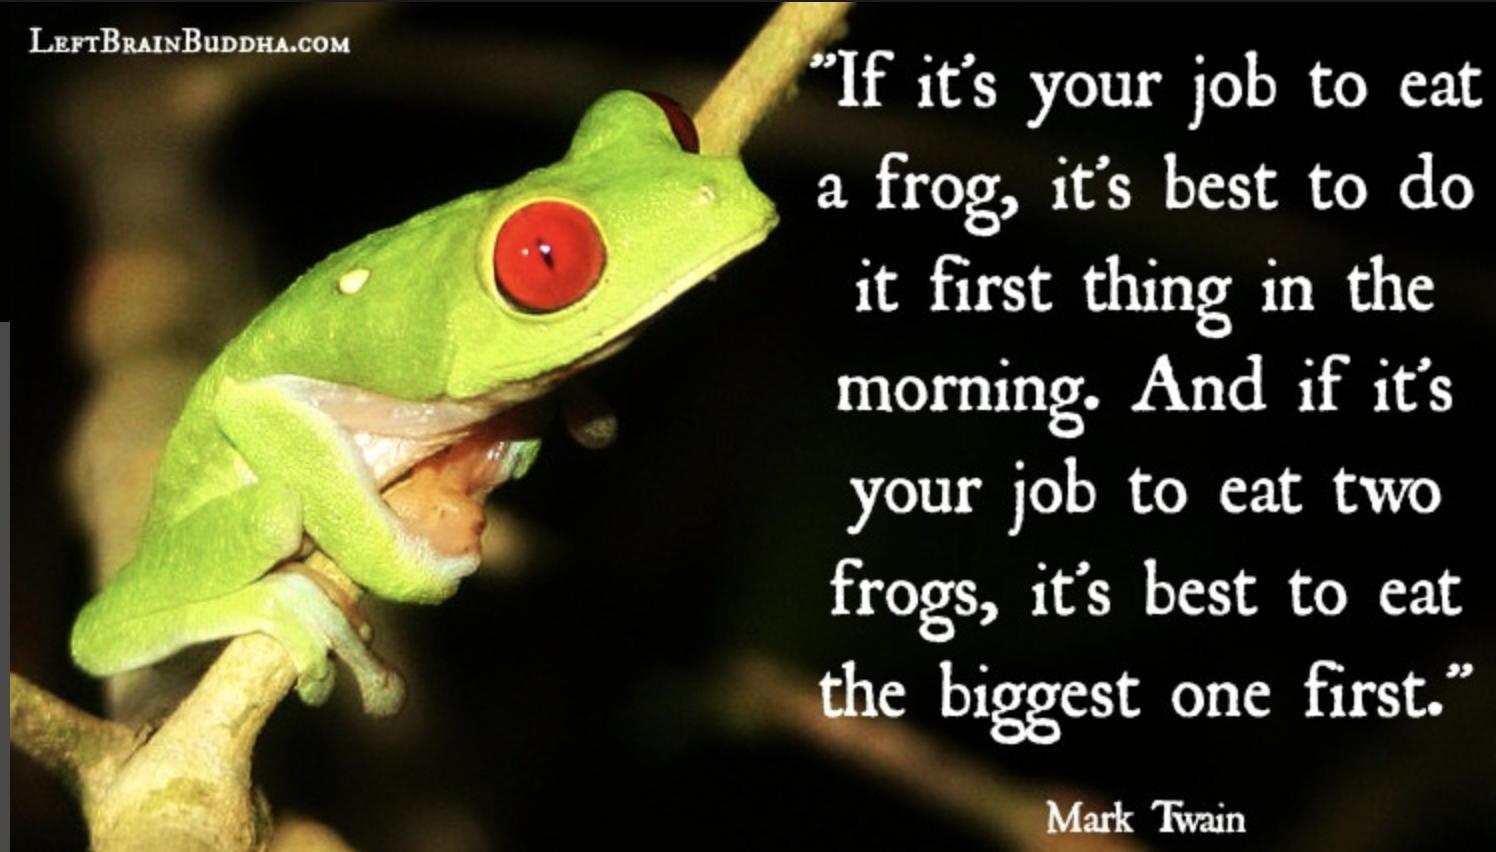 LeftBrainBuddha.com
"If it's your job to eat
a frog, it's best to do
it first thing in the
morning. And if it's
your job to eat two
frogs, it's best to eat
the biggest one first."
Mark Twain